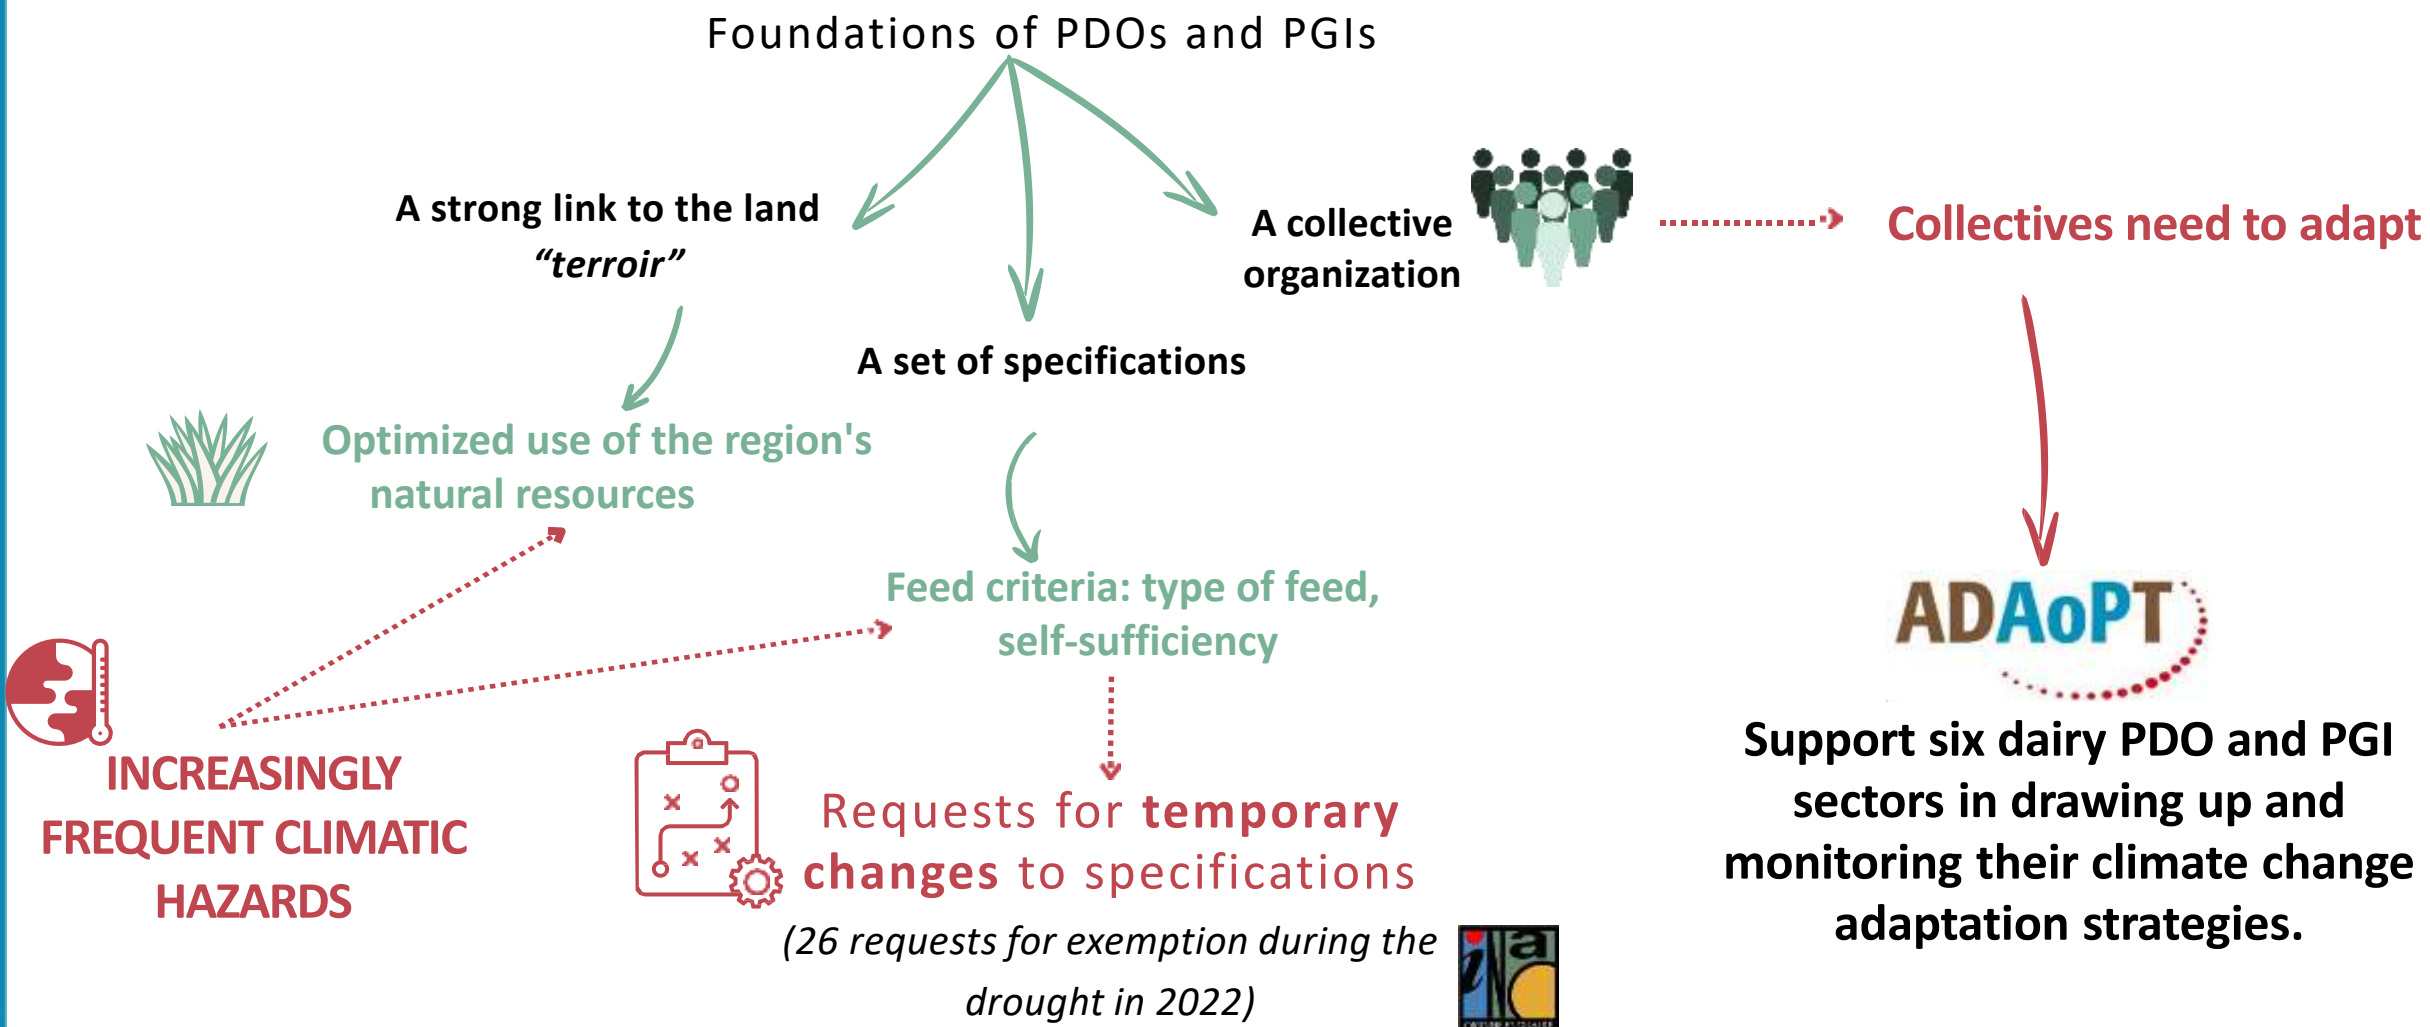 Foundations of PDOs and PGIs
A strong link to the land
“terroir”
A collective
organization
Collectives need to adapt
A set of specifications
Optimized use of the region's
natural resources
Feed criteria: type of feed,
self-sufficiency
ADAoPT
INCREASINGLY
FREQUENT CLIMATIC
HAZARDS
Requests for temporary
changes to specifications
(26 requests for exemption during the
drought in 2022)
inao
Support six dairy PDO and PGI
sectors in drawing up and
monitoring their climate change
adaptation strategies.